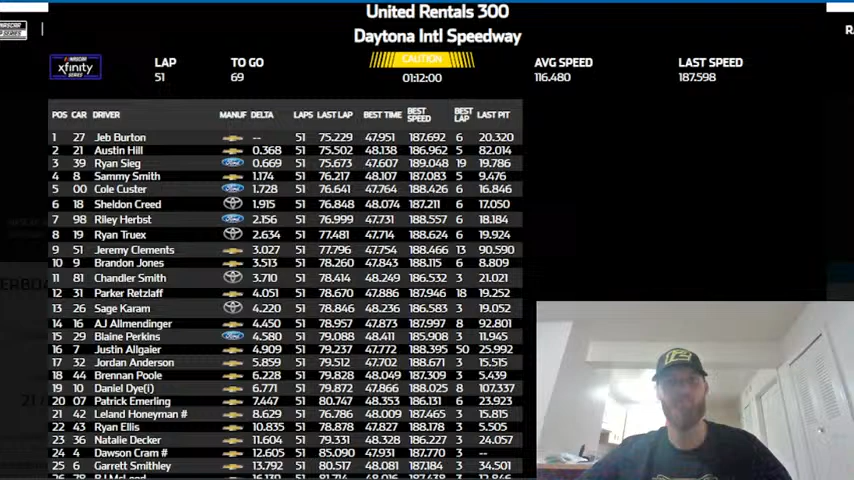 United Rentals 300
Daytona Intl Speedway
CAUTION
01:12:00
NASCAR
xfinity
SERIES
LAP
51
TO GO
69
AVG SPEED
116.480
LAST SPEED
187.598
POS CAR DRIVER MANUF DELTA LAPS LAST LAP BEST TIME BEST SPEED BEST LAP LAST PIT
1 27 Jeb Burton -- 51 75.229 47.951 187.692 6 20.320
2 21 Austin Hill 0.368 51 75.502 48.138 186.962 5 82.014
3 39 Ryan Sieg Ford 0.669 51 75.673 47.607 189.048 19 19.786
4 8 Sammy Smith 1.174 51 76.217 48.107 187.083 5 9.476
5 00 Cole Custer Ford 1.728 51 76.641 47.764 188.426 6 16.846
6 18 Sheldon Creed 1.915 51 76.848 48.074 187.211 6 17.050
7 98 Riley Herbst Ford 2.156 51 76.999 47.731 188.557 6 18.184
8 19 Ryan Truex 2.634 51 77.481 47.714 188.624 6 19.924
9 51 Jeremy Clements 3.027 51 77.796 47.754 188.466 13 90.590
10 9 Brandon Jones 3.513 51 78.260 47.843 188.115 6 8.809
11 81 Chandler Smith 3.710 51 78.414 48.249 186.532 3 21.021
12 31 Parker Retzlaff 4.051 51 78.670 47.886 187.946 18 19.252
13 26 Sage Karam 4.220 51 78.846 48.236 186.583 3 19.052
14 16 AJ Allmendinger 4.450 51 78.957 47.873 187.997 8 92.801
15 29 Blaine Perkins Ford 4.580 51 79.088 48.411 185.908 3 11.945
16 7 Justin Allgaier 4.909 51 79.237 47.772 188.395 50 25.992
17 32 Jordan Anderson 5.859 51 79.512 47.702 188.671 3 15.515
18 44 Brennan Poole 6.228 51 79.828 48.049 187.309 3 5.439
19 10 Daniel Dye(i) 6.771 51 79.872 47.866 188.025 8 107.337
20 07 Patrick Emerling 7.447 51 80.747 48.353 186.131 6 23.923
21 42 Leland Honeyman # 8.629 51 76.786 48.009 187.465 3 15.815
22 43 Ryan Ellis 10.835 51 78.878 47.827 188.178 3 5.505
23 36 Natalie Decker 11.604 51 79.331 48.328 186.227 3 24.057
24 4 Dawson Cram # 12.605 51 85.090 47.931 187.770 3 --
25 6 Garrett Smithley 13.792 51 80.517 48.081 187.184 3 34.501